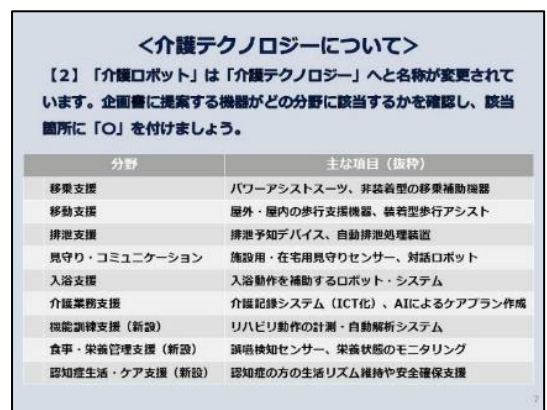 <介護テクノロジーについて>
【2】「介護ロボット」は「介護テクノロジー」へと名称が変更されて
います。企画書に提案する機器がどの分野に該当するかを確認し、該当
箇所に「〇」を付けましょう。
分野 主な項目（抜粋）
移乗支援 パワーアシストスーツ、非装着型の移乗補助機器
移動支援 屋外・屋内の歩行支援機器、装着型歩行アシスト
排泄支援 排泄予知デバイス、自動排泄処理装置
見守り・コミュニケーション 施設用・在宅用見守りセンサー、対話ロボット
入浴支援 入浴動作を補助するロボット・システム
介護業務支援 介護記録システム（ICT化）、AIによるケアプラン作成
機能訓練支援（新設） リハビリ動作の計測・自動解析システム
食事・栄養管理支援（新設） 誤嚥検知センサー、栄養状態のモニタリング
認知症生活・ケア支援（新設） 認知症の方の生活リズム維持や安全確保支援
7